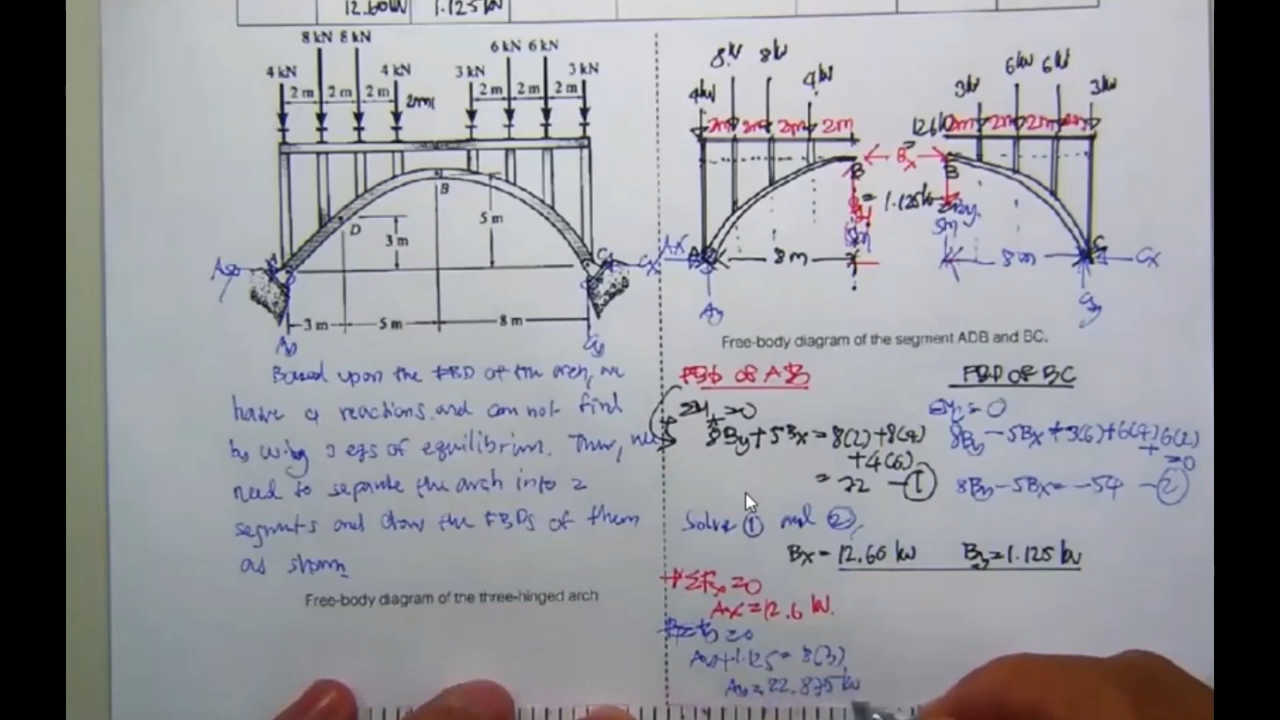 12.60kN 1.125kN
8 kN 8 kN
6 kN 6 kN
4 kN 4 kN 3 kN 3 kN
2 m 2 m 2 m 2m 2 m 2 m 2 m
B
D
5 m
3 m
Cx
3 m 5 m 8 m
Ay
Cy
Based upon the FBD of the arch, we
have 4 reactions and can not find
by using 3 eqs of equilibrium. Thus, we
need to separate the arch into 2
segments and draw the FBDs of them
as shown
Free-body diagram of the three-hinged arch
4kN 8kN 8kN 4kN
3kN 6kN 6kN 3kN
2m 2m 2m 2m
2m 2m 2m
Bx
B B
= 1.125kN
5m 5m
Ax
8 m 8m
C
Cx
Ay
Cy
Free-body diagram of the segment ADB and BC.
FBD of AB
ΣMA=0
8By+5Bx=8(2)+8(4)
+4(6)
= 72 —①
FBD OF BC
ΣMc=0
8By-5Bx+3(6)+6(4)+6(2)
=0
8By-5Bx=-54 —②
Solve ① and ②,
Bx=12.60 kN By=1.125 kN
ΣFx=0
Ax=12.6 kN.
Ay+1.125=8(3)
Ay=22.875kN